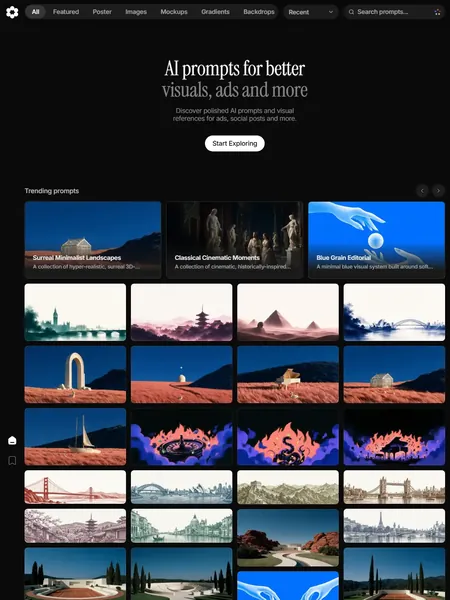 All
Featured
Poster
Images
Mockups
Gradients
Backdrops
Recent
Search prompts...
AI prompts for better
visuals, ads and more
Discover polished AI prompts and visual
references for ads, social posts and more.
Start Exploring
Trending prompts
Surreal Minimalist Landscapes
A collection of hyper-realistic, surreal 3D-...
Classical Cinematic Moments
A collection of cinematic, historically-inspired...
Blue Grain Editorial
A minimal blue visual system built around soft...